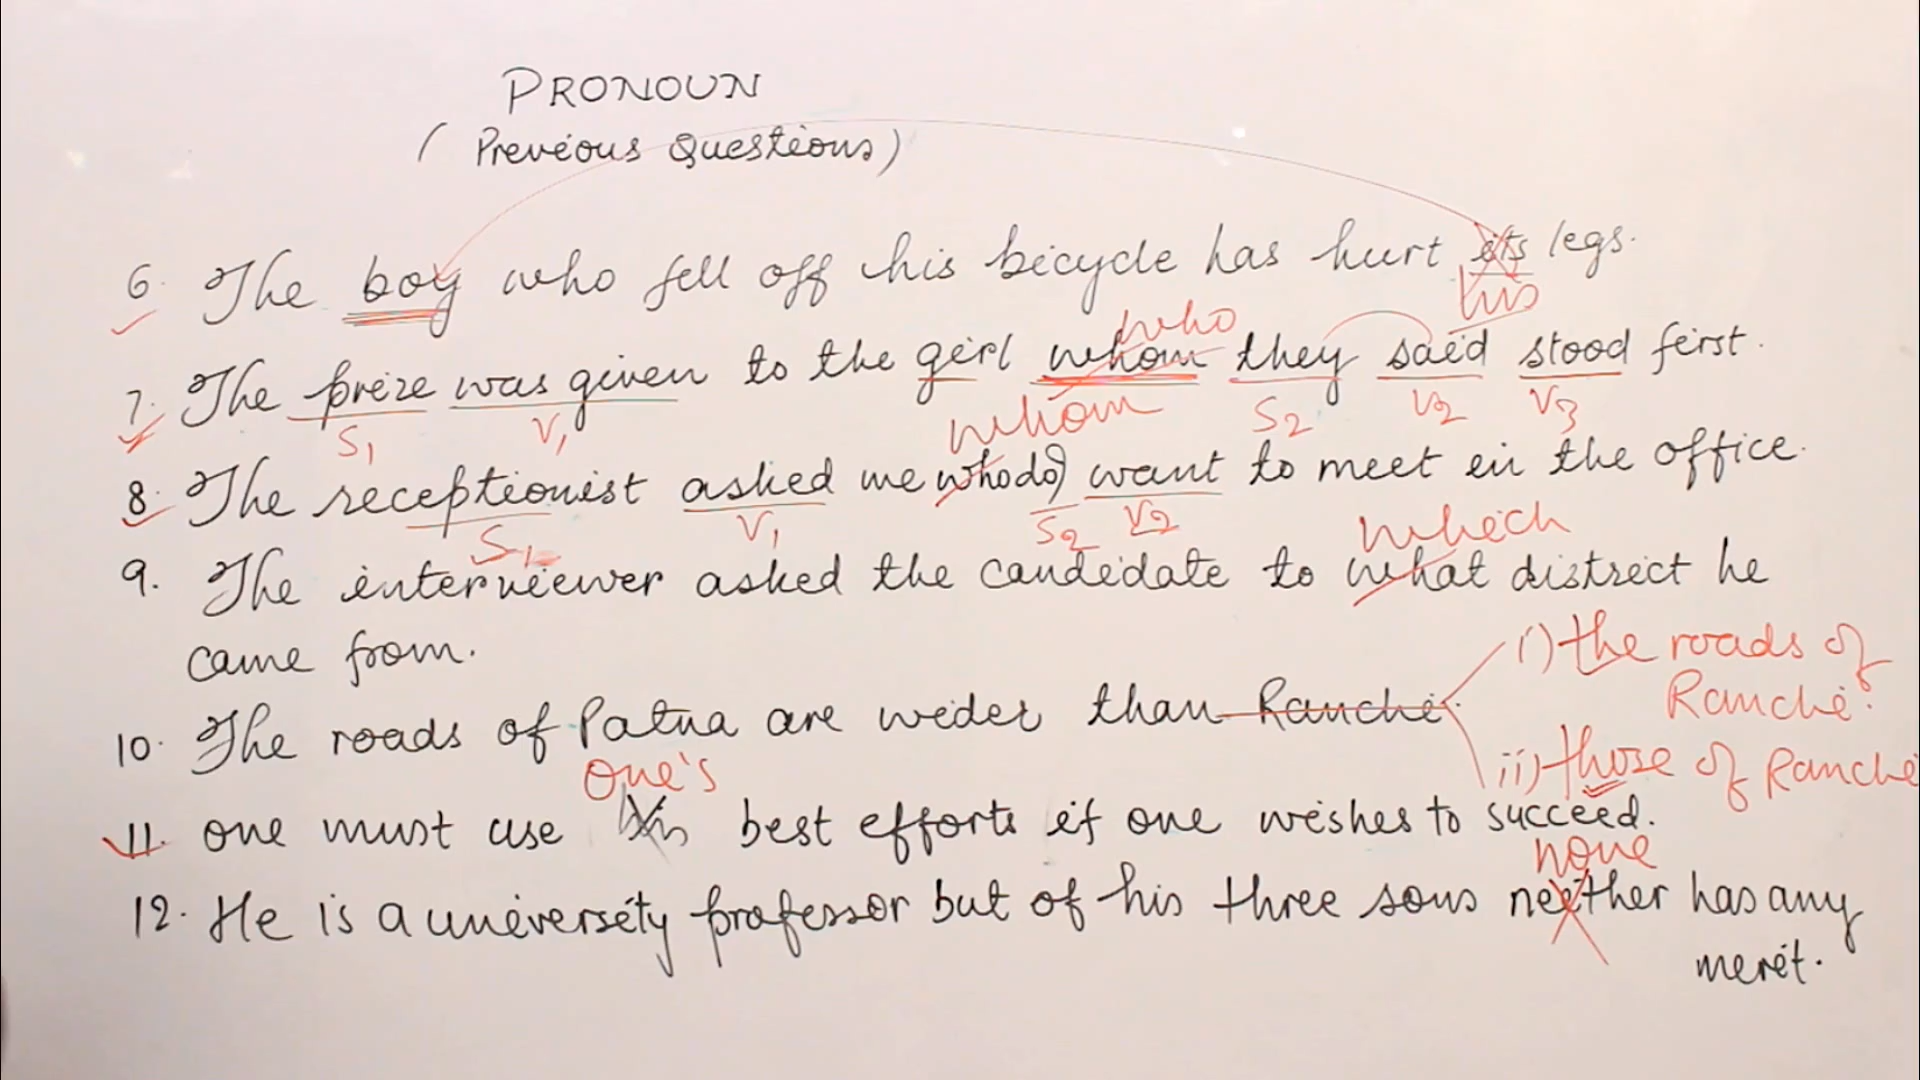 PRONOUN
(Previous Questions)
6. The boy who fell off his bicycle has hurt its legs.
his
who
7. The prize was given to the girl whom they said stood first.
S1 V1 whom S2 V2 V3
8. The receptionist asked me who do I want to meet in the office.
S1 V1 S2 V2
which
9. The interviewer asked the candidate to what district he
came from.
i) the roads of
Ranchi.
10. The roads of Patna are wider than Ranchi.
ii) those of Ranchi
one's
11. one must use his best efforts if one wishes to succeed.
none
12. He is a university professor but of his three sons neither has any
merit.